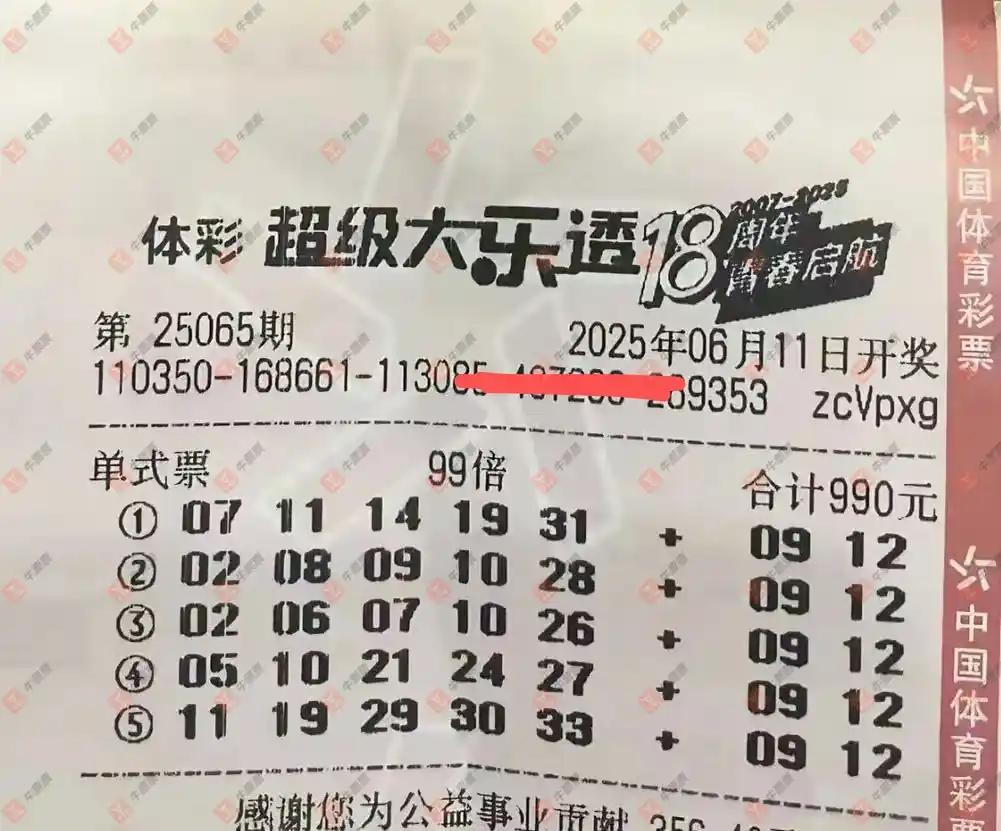 体彩 超级大乐透 18 周年 2007-2025
青春启航
第 25065期 2025年06月11日开奖
110350-168661-113085 89353 zcVpxg
单式票 99倍 合计990元
① 07 11 14 19 31 + 09 12
② 02 08 09 10 28 + 09 12
③ 02 06 07 10 26 + 09 12
④ 05 10 21 24 27 + 09 12
⑤ 11 19 29 30 33 + 09 12
感谢您为公益事业贡献 356.40
中国体育彩票
中国体育彩票